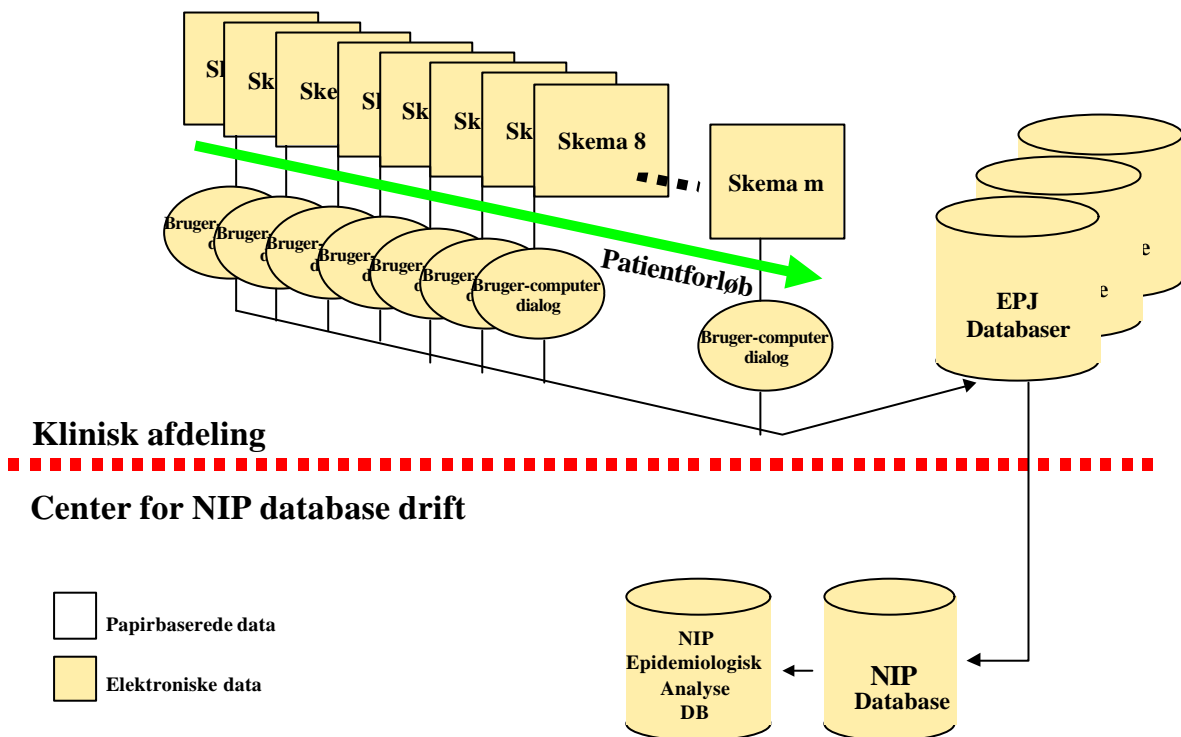 Skema 8
Skema m
Patientforløb
Bruger-computer
dialog
Bruger-computer
dialog
EPJ
Databaser
Klinisk afdeling
Center for NIP database drift
Papirbaserede data
Elektroniske data
NIP
Epidemiologisk
Analyse
DB
NIP
Database